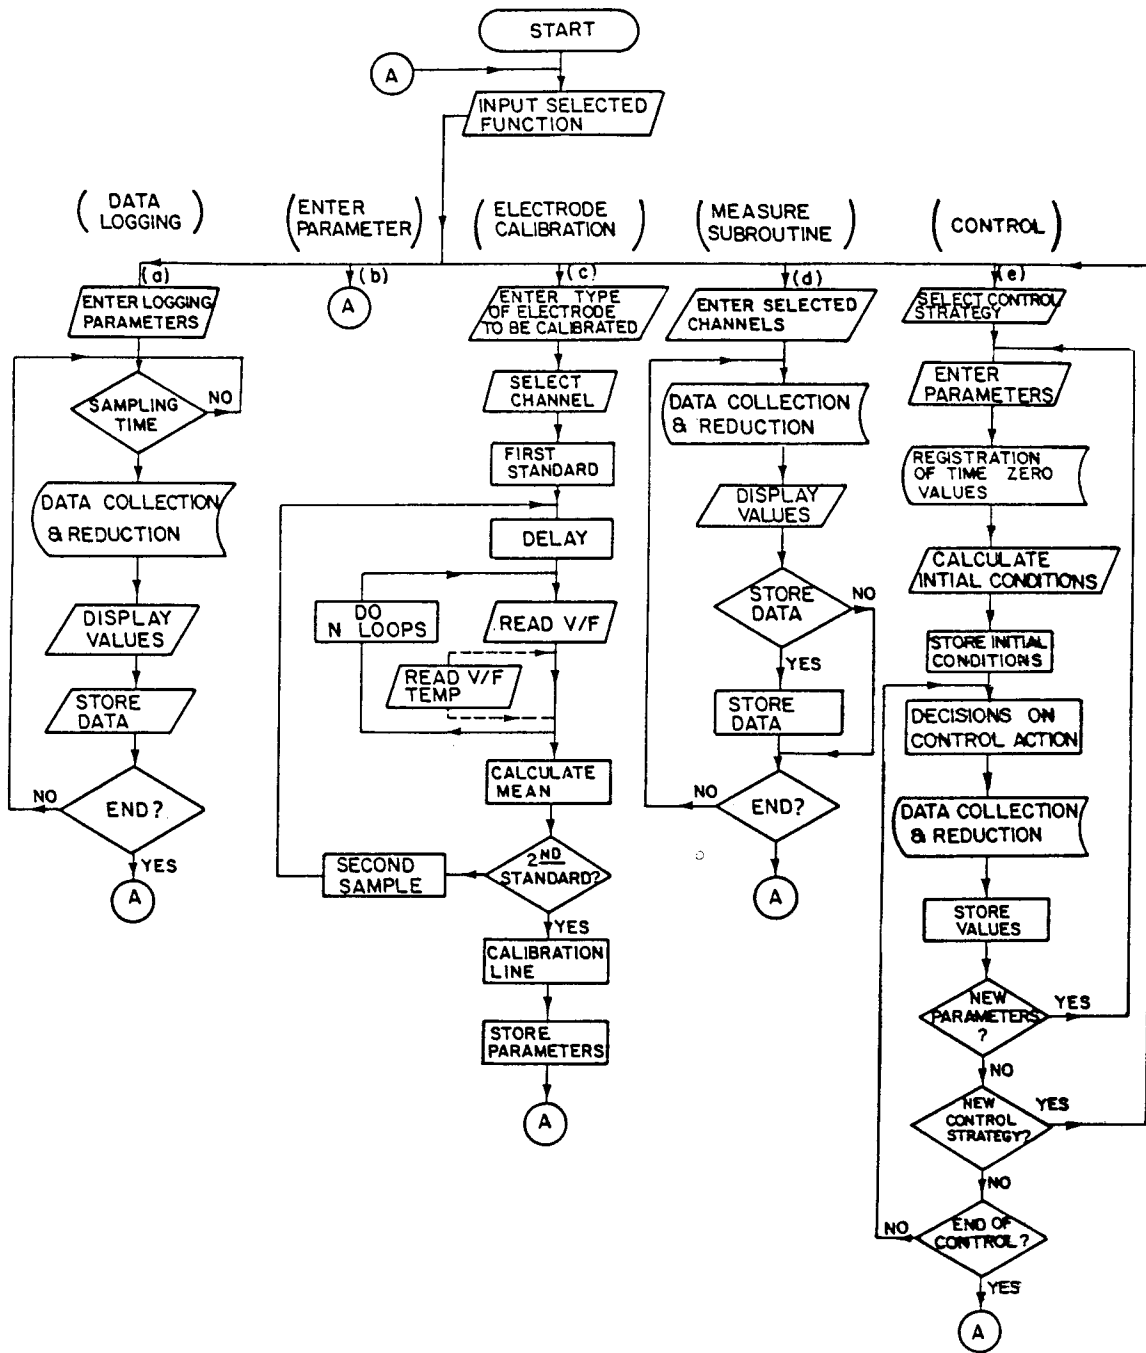 START
A
INPUT SELECTED
FUNCTION
(DATA
LOGGING)
(ENTER
PARAMETER)
(ELECTRODE
CALIBRATION)
(MEASURE
SUBROUTINE)
(CONTROL)
(a)
(b)
(c)
(d)
(e)
ENTER LOGGING
PARAMETERS
SAMPLING
TIME
NO
DATA COLLECTION
& REDUCTION
DISPLAY
VALUES
STORE
DATA
END?
NO
YES
A
A
ENTER TYPE
OF ELECTRODE
TO BE CALIBRATED
SELECT
CHANNEL
FIRST
STANDARD
DELAY
DO
N LOOPS
READ V/F
READ V/F
TEMP
CALCULATE
MEAN
2ND
STANDARD?
SECOND
SAMPLE
YES
CALIBRATION
LINE
STORE
PARAMETERS
A
ENTER SELECTED
CHANNELS
DATA COLLECTION
& REDUCTION
DISPLAY
VALUES
STORE
DATA
NO
YES
STORE
DATA
END?
NO
A
SELECT CONTROL
STRATEGY
ENTER
PARAMETERS
REGISTRATION
OF TIME ZERO
VALUES
CALCULATE
INTIAL CONDITIONS
STORE INITIAL
CONDITIONS
DECISIONS ON
CONTROL ACTION
DATA COLLECTION
& REDUCTION
STORE
VALUES
NEW
PARAMETERS
?
YES
NO
NEW
CONTROL
STRATEGY?
YES
NO
END OF
CONTROL?
NO
YES
A